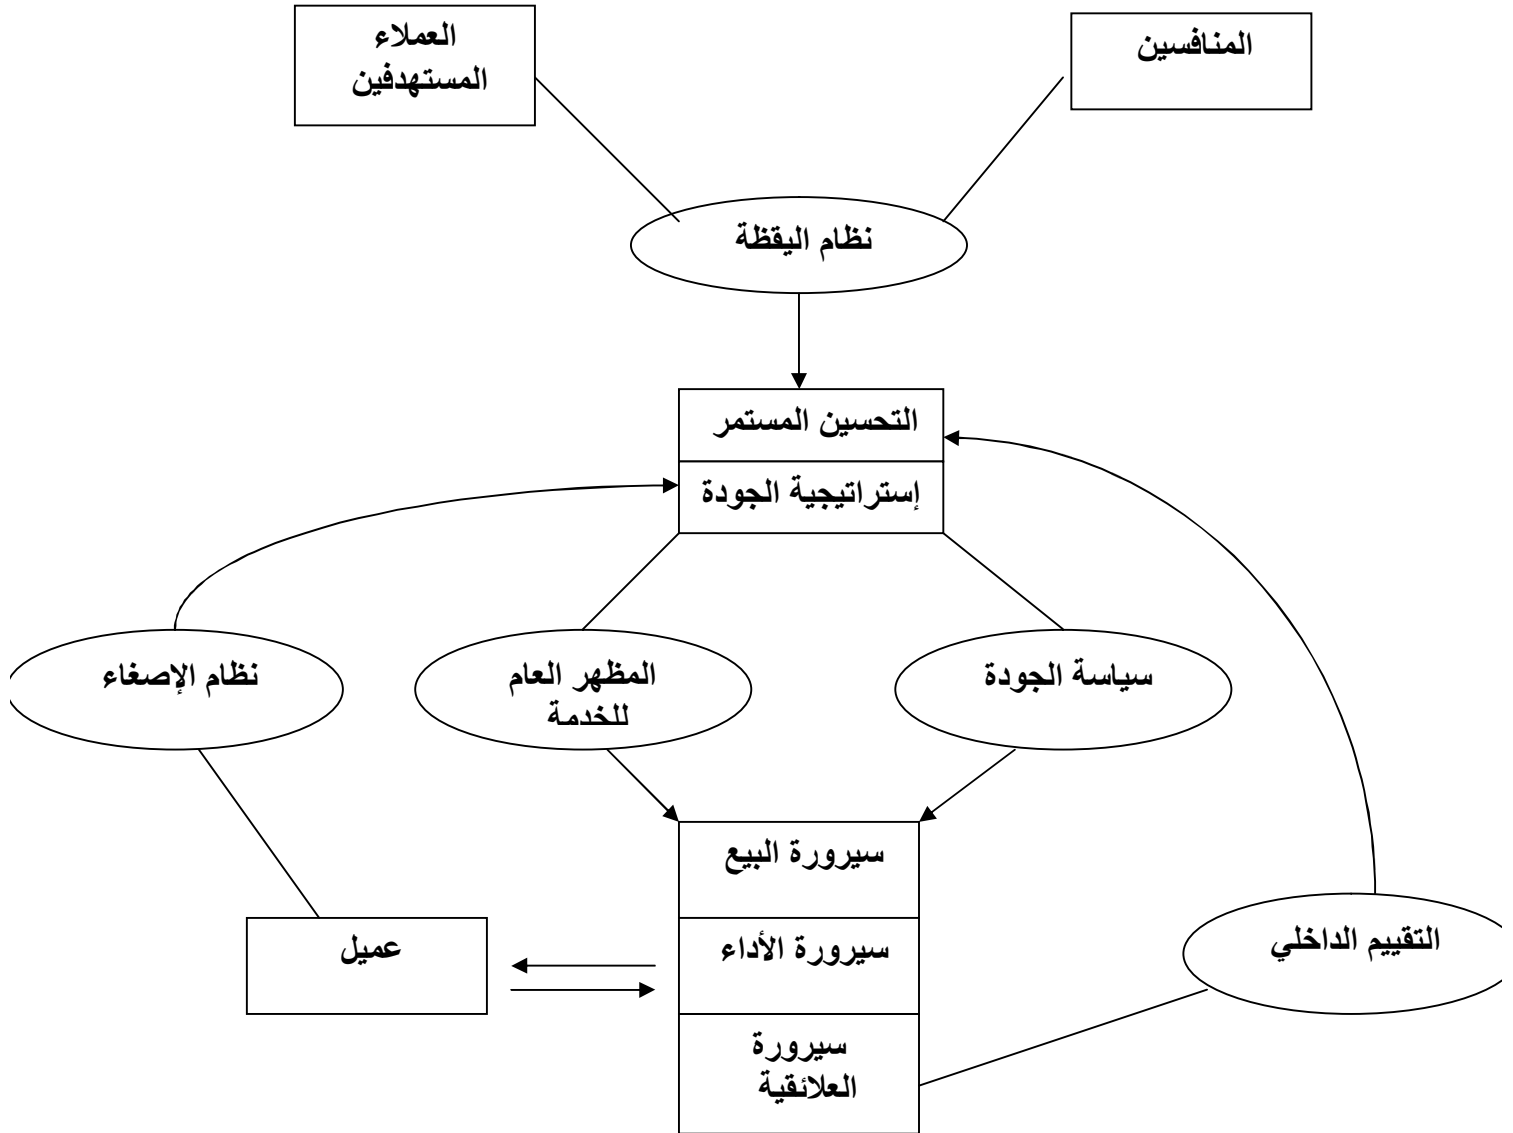 المنافسين
العملاء
المستهدفين
نظام اليقظة
التحسين المستمر
إستراتيجية الجودة
سياسة الجودة
المظهر العام
للخدمة
نظام الإصغاء
سيرورة البيع
التقييم الداخلي
سيرورة الأداء
عميل
سيرورة
العلائقية